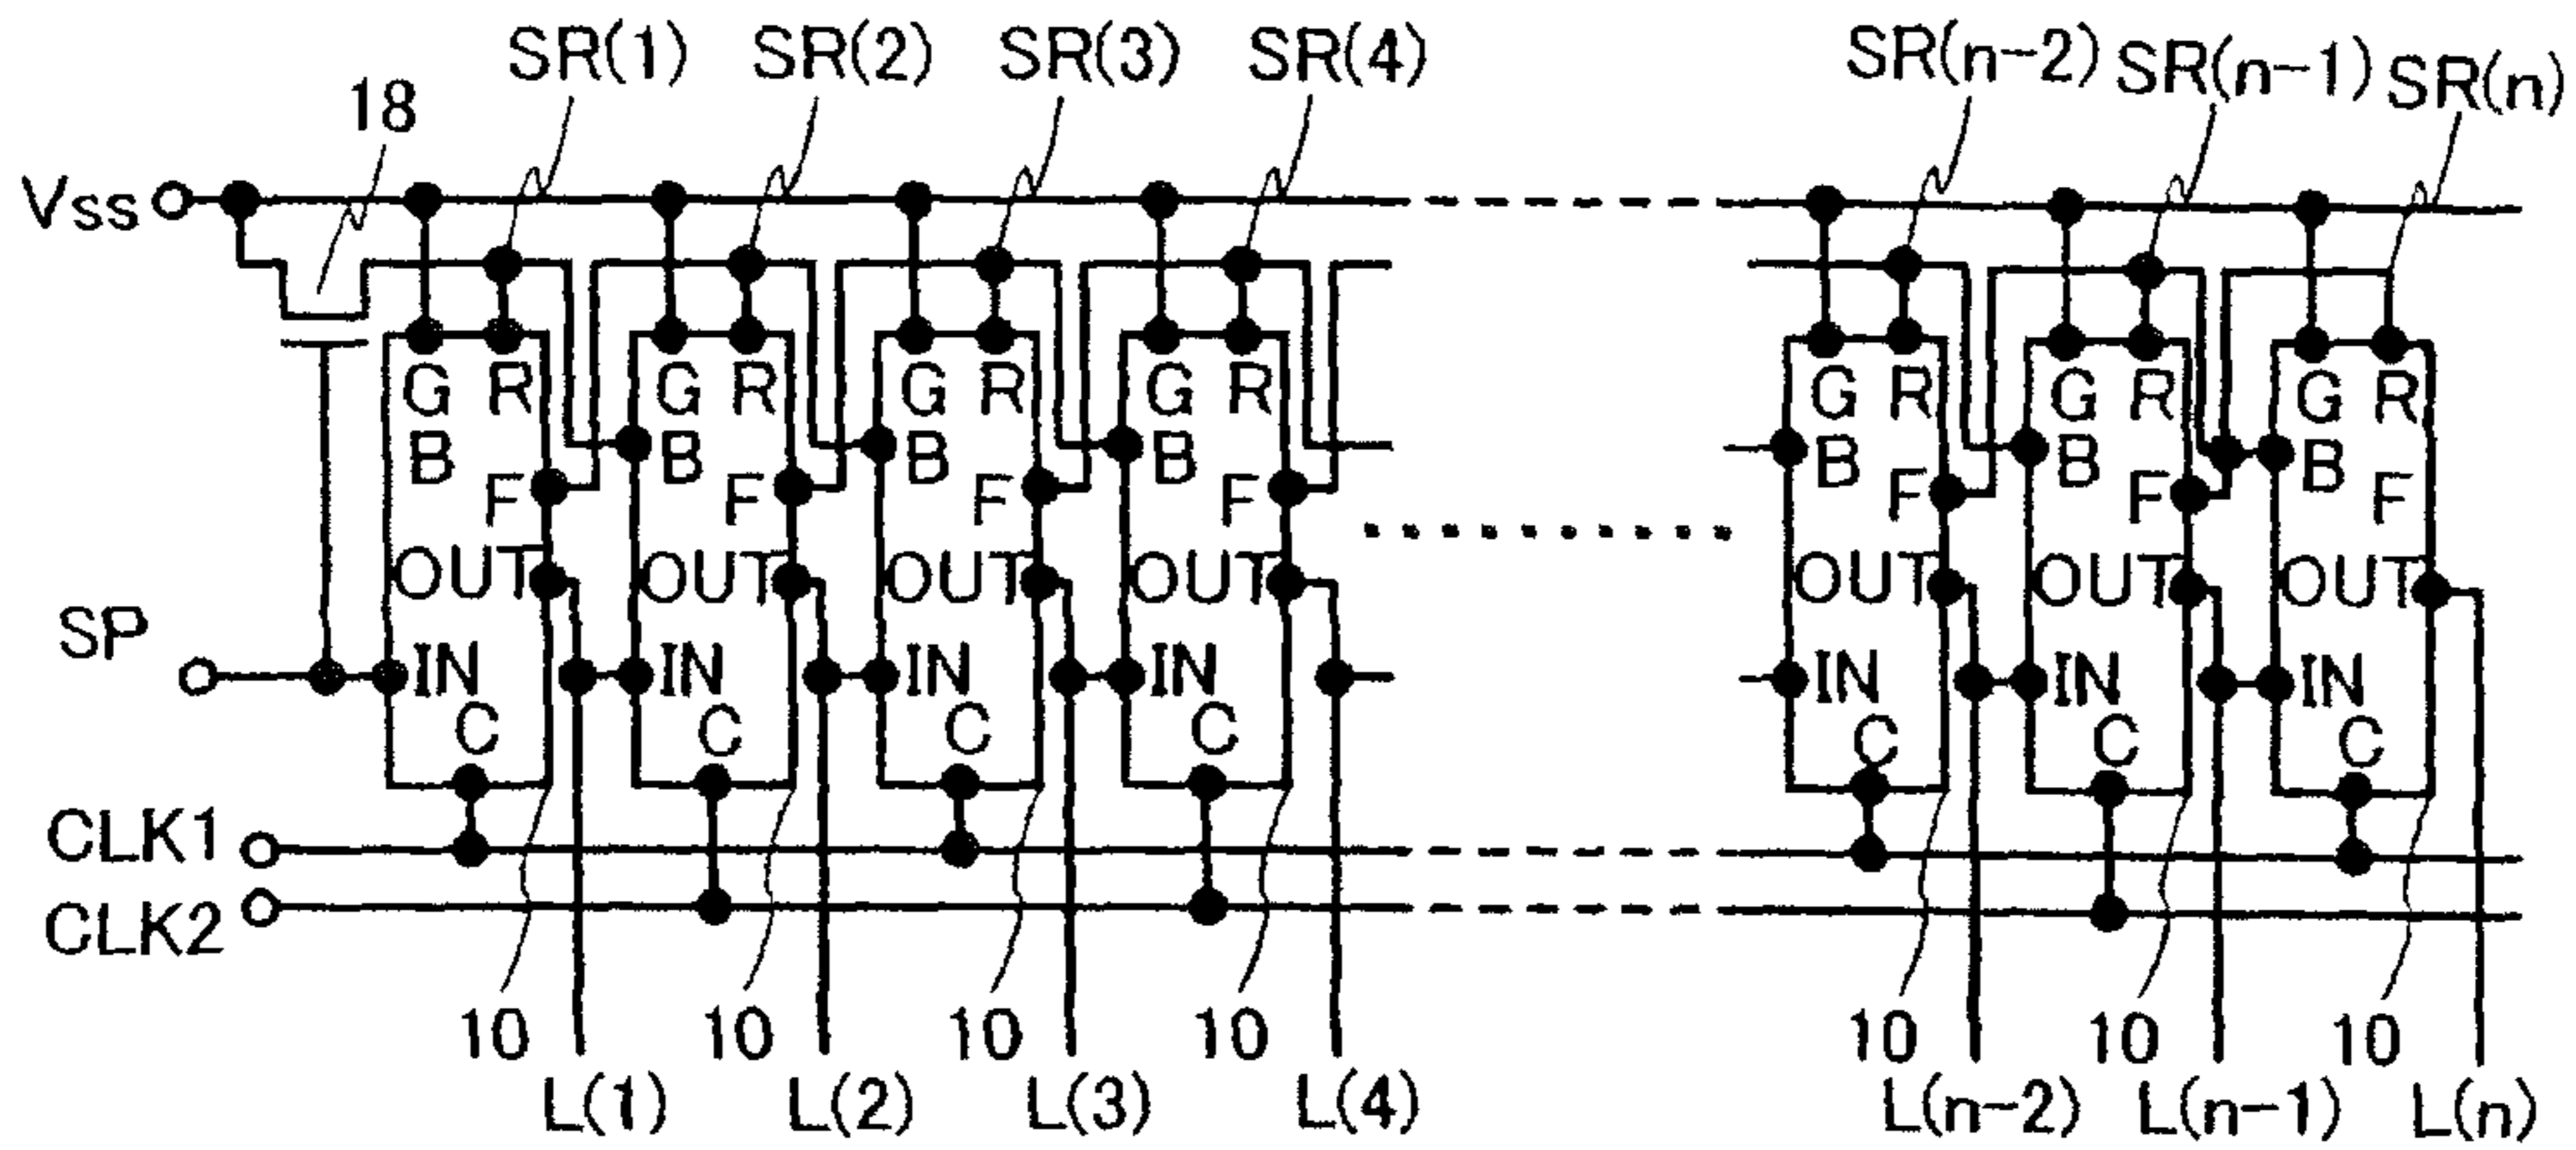 SR(1) SR(2) SR(3) SR(4) SR(n-2) SR(n-1) SR(n)
18
Vss
G R G R G R G R G R G R G R
B B B B B B B
F F F F F F F
OUT OUT OUT OUT OUT OUT OUT
SP
IN IN IN IN IN IN IN
C C C C C C C
CLK1
CLK2
10 10 10 10 10 10 10
L(1) L(2) L(3) L(4) L(n-2) L(n-1) L(n)